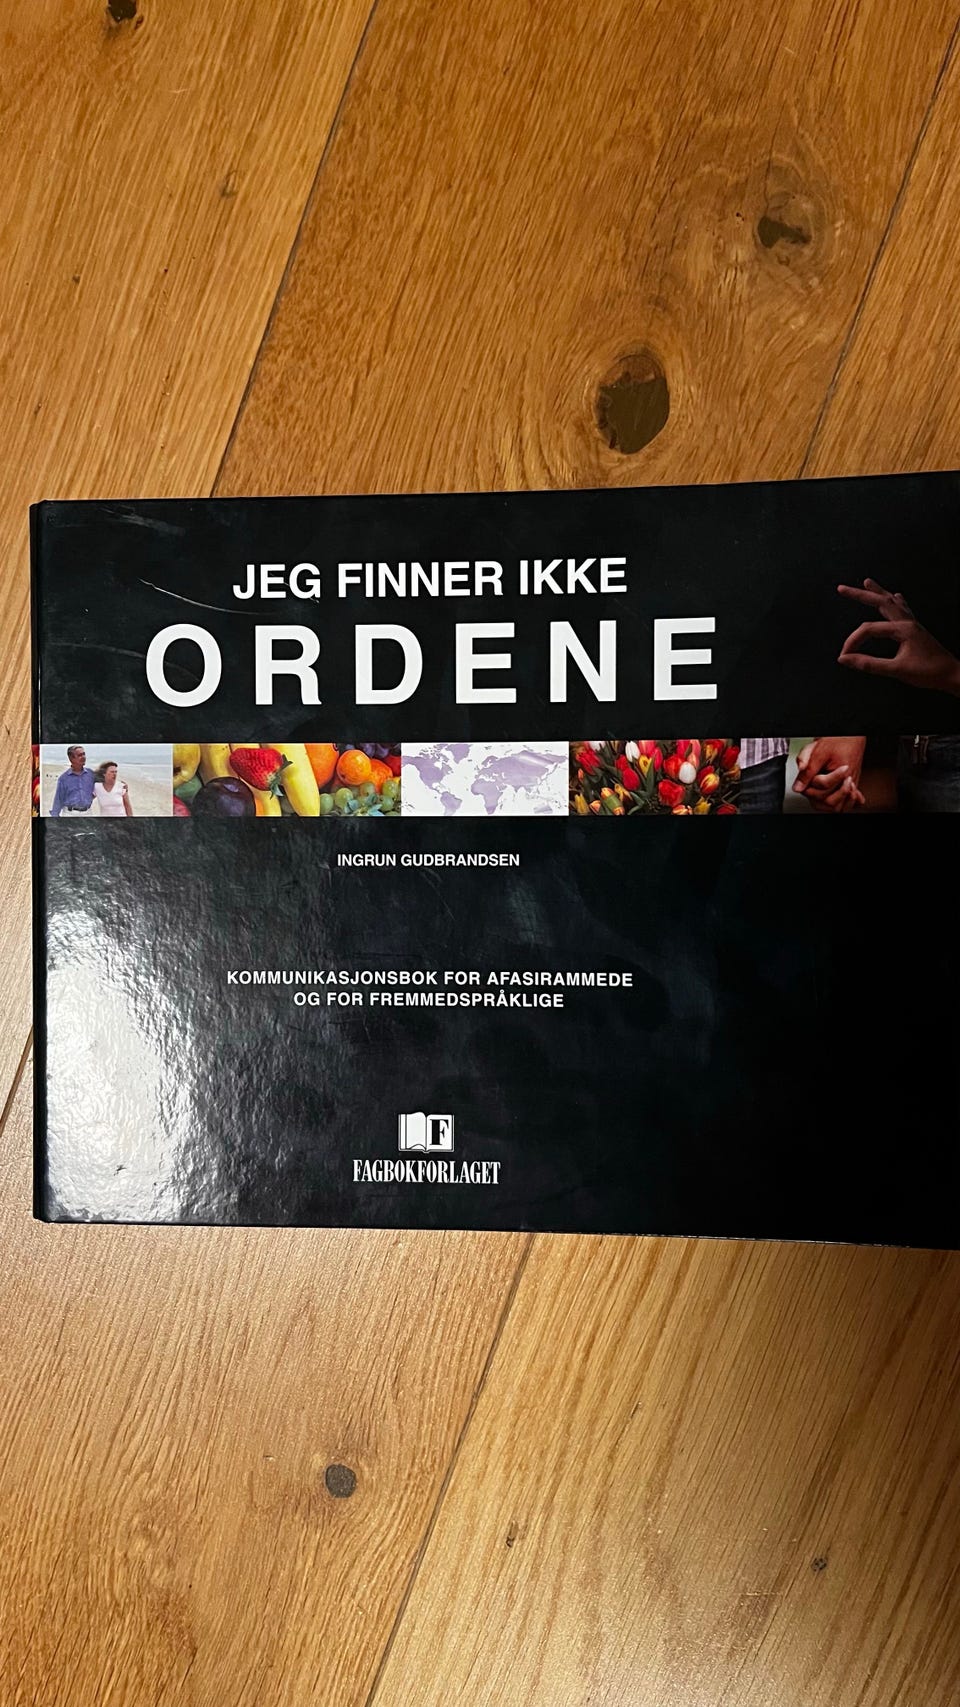 JEG FINNER IKKE
ORDENE
INGRUN GUDBRANDSEN
KOMMUNIKASJONSBOK FOR AFASIRAMMEDE
OG FOR FREMMEDSPRÅKLIGE
F
FAGBOKFORLAGET